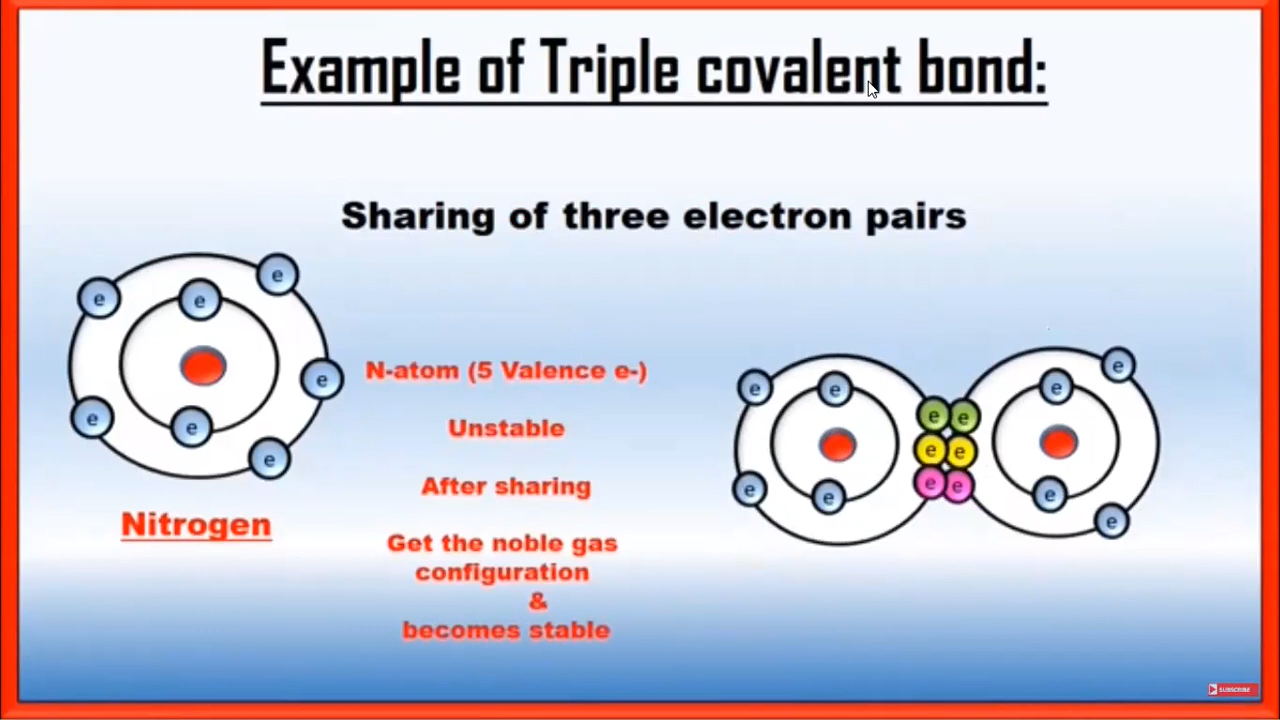 Example of Triple covalent bond:
Sharing of three electron pairs
e
e
e
e
e
e
e
Nitrogen
N-atom (5 Valence e-)
Unstable
After sharing
Get the noble gas
configuration
&
becomes stable
e
e
e
e
e e
e e
e e
e
e
e
e
SUBSCRIBE